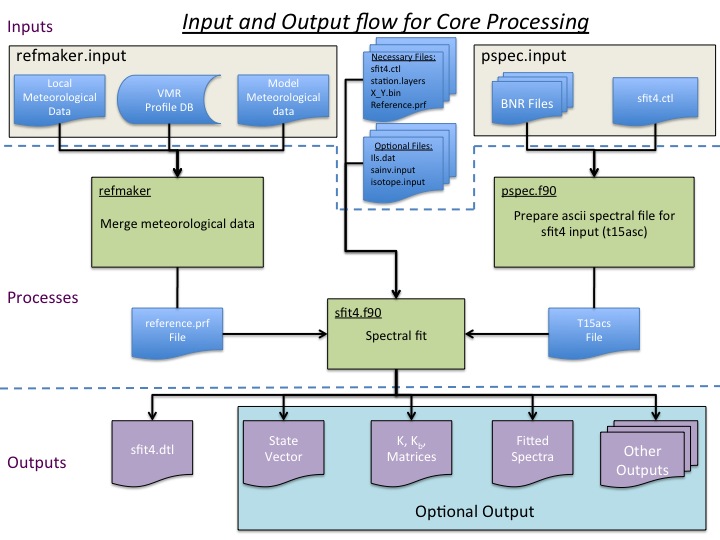 Input and Output flow for Core Processing
Inputs
refmaker.input
Local
Meteorological
Data
VMR
Profile DB
Model
Meteorological
data
Necessary Files:
sfit4.ctl
station.layers
X_Y.bin
Reference.prf
Optional Files:
Ils.dat
sainv.input
isotope.input
pspec.input
BNR Files
sfit4.ctl
refmaker
Merge meteorological data
pspec.f90
Prepare ascii spectral file for
sfit4 input (t15asc)
Processes
reference.prf
File
sfit4.f90
Spectral fit
T15acs
File
Outputs
sfit4.dtl
State
Vector
K, Kb,
Matrices
Fitted
Spectra
Other
Outputs
Optional Output